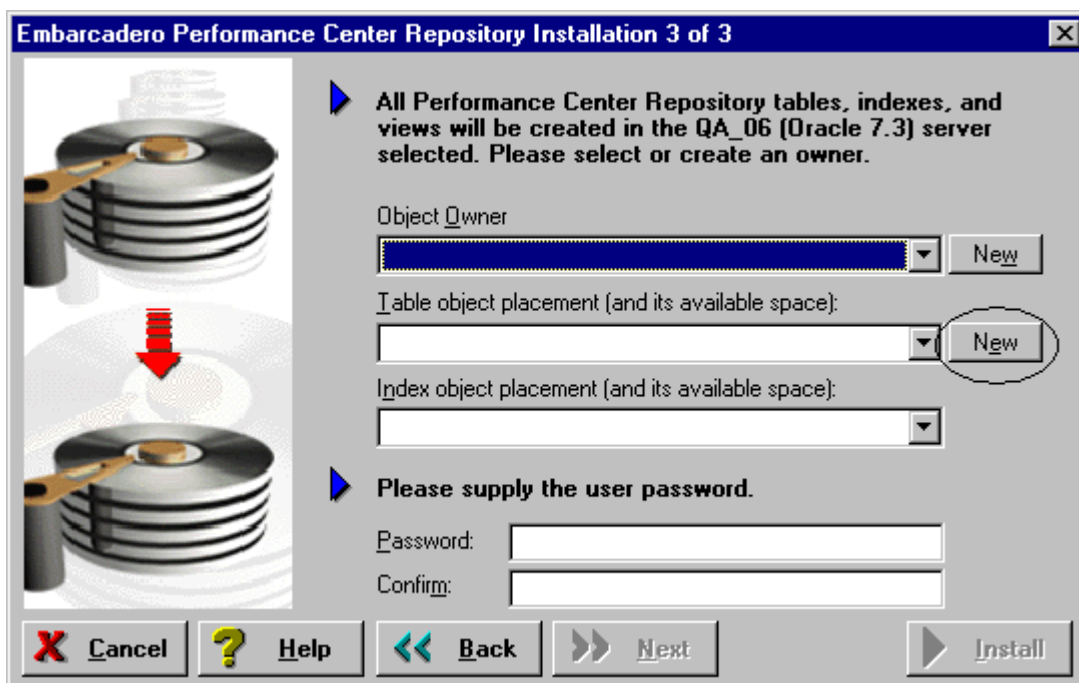 Embarcadero Performance Center Repository Installation 3 of 3
All Performance Center Repository tables, indexes, and
views will be created in the QA_06 (Oracle 7.3) server
selected. Please select or create an owner.
Object Owner
New
Table object placement (and its available space):
New
Index object placement (and its available space):
Please supply the user password.
Password:
Confirm:
Cancel
Help
Back
Next
Install